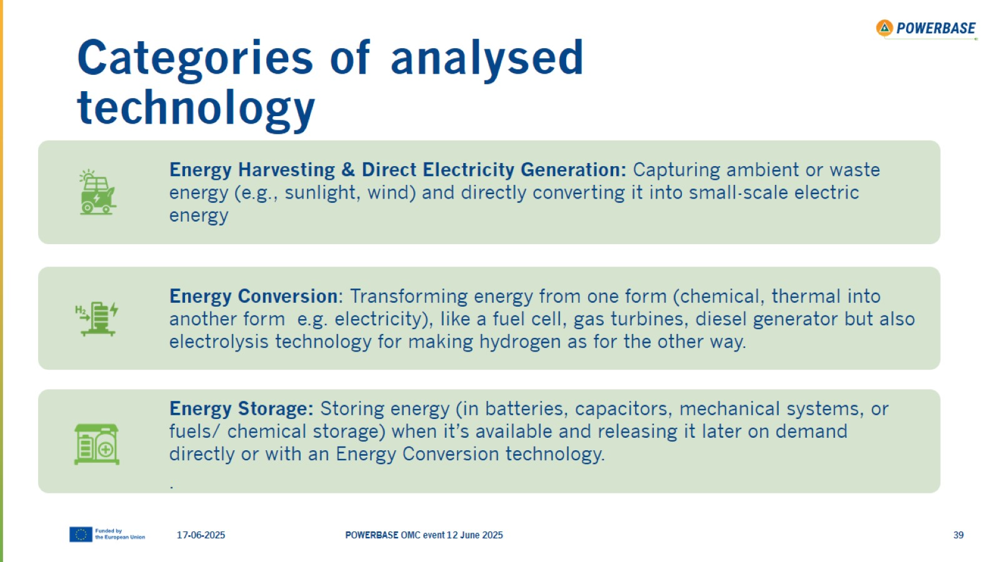 POWERBASE
Categories of analysed
technology
Energy Harvesting & Direct Electricity Generation: Capturing ambient or waste
energy (e.g., sunlight, wind) and directly converting it into small-scale electric
energy
H₂
Energy Conversion: Transforming energy from one form (chemical, thermal into
another form  e.g. electricity), like a fuel cell, gas turbines, diesel generator but also
electrolysis technology for making hydrogen as for the other way.
Energy Storage: Storing energy (in batteries, capacitors, mechanical systems, or
fuels/ chemical storage) when it’s available and releasing it later on demand
directly or with an Energy Conversion technology.
.
Funded by
the European Union
17-06-2025
POWERBASE OMC event 12 June 2025
39